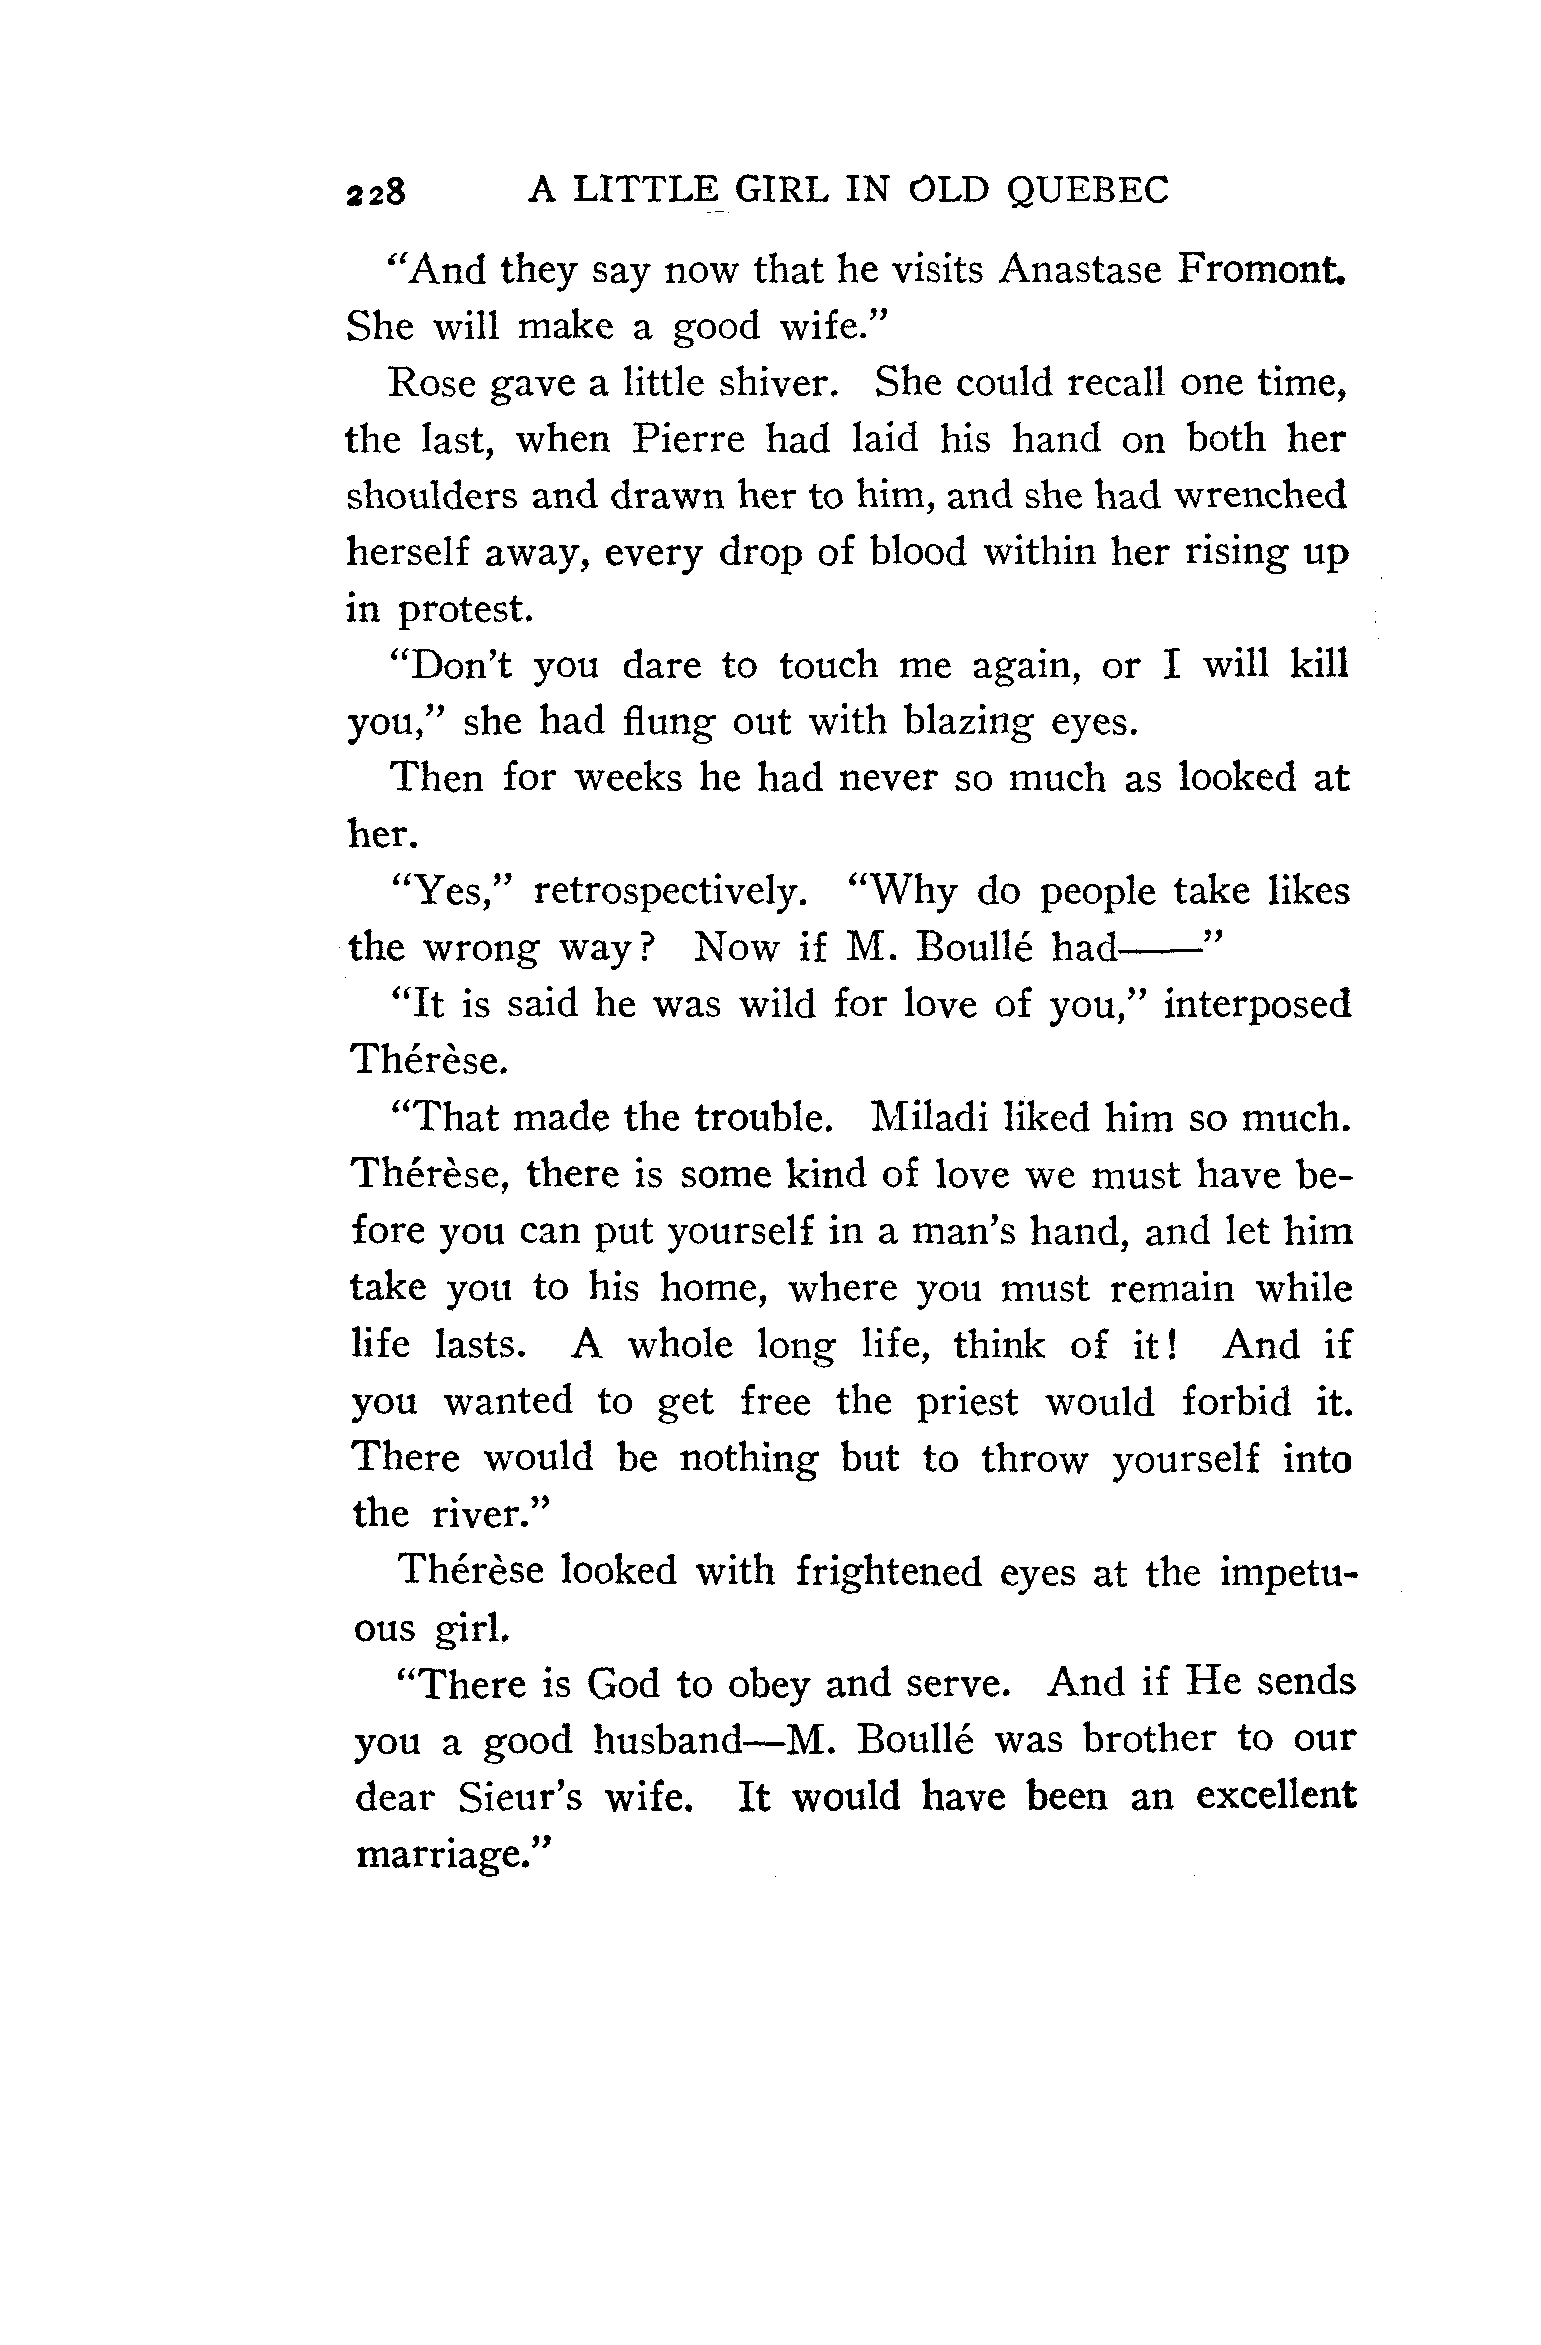 228 A LITTLE GIRL IN OLD QUEBEC
“And they say now that he visits Anastase Fromont.
She will make a good wife.”
Rose gave a little shiver. She could recall one time,
the last, when Pierre had laid his hand on both her
shoulders and drawn her to him, and she had wrenched
herself away, every drop of blood within her rising up
in protest.
“Don’t you dare to touch me again, or I will kill
you,” she had flung out with blazing eyes.
Then for weeks he had never so much as looked at
her.
“Yes,” retrospectively. “Why do people take likes
the wrong way? Now if M. Boullé had——”
“It is said he was wild for love of you,” interposed
Thérèse.
“That made the trouble. Miladi liked him so much.
Thérèse, there is some kind of love we must have be-
fore you can put yourself in a man’s hand, and let him
take you to his home, where you must remain while
life lasts. A whole long life, think of it! And if
you wanted to get free the priest would forbid it.
There would be nothing but to throw yourself into
the river.”
Thérèse looked with frightened eyes at the impetu-
ous girl.
“There is God to obey and serve. And if He sends
you a good husband—M. Boullé was brother to our
dear Sieur’s wife. It would have been an excellent
marriage.”